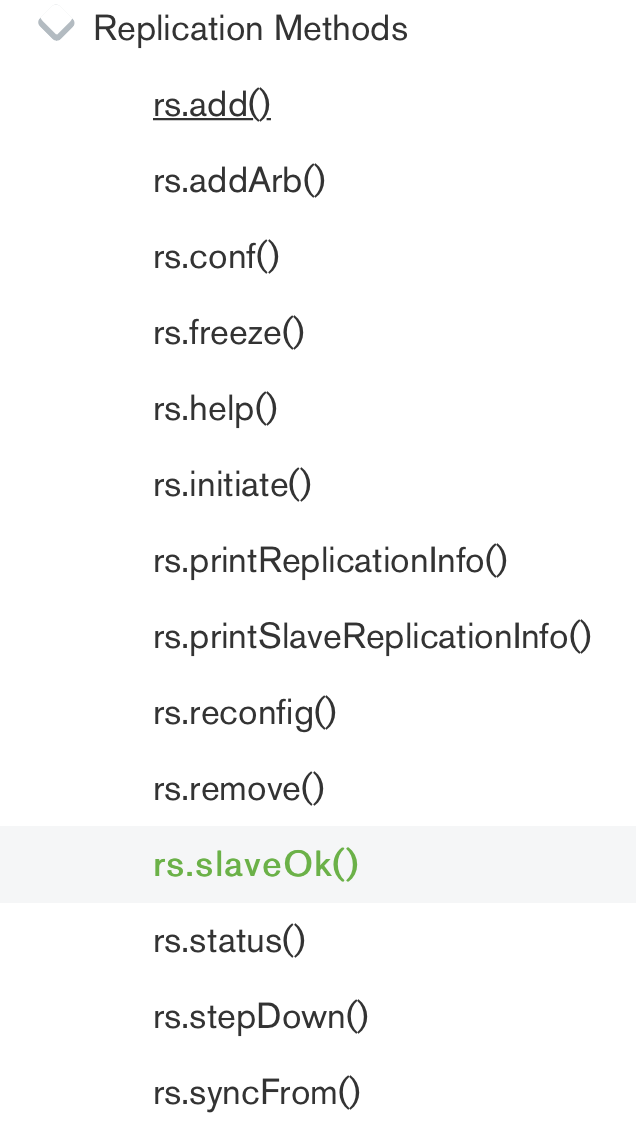 Replication Methods
rs.add()
rs.addArb()
rs.conf()
rs.freeze()
rs.help()
rs.initiate()
rs.printReplicationInfo()
rs.printSlaveReplicationInfo()
rs.reconfig()
rs.remove()
rs.slaveOk()
rs.status()
rs.stepDown()
rs.syncFrom()